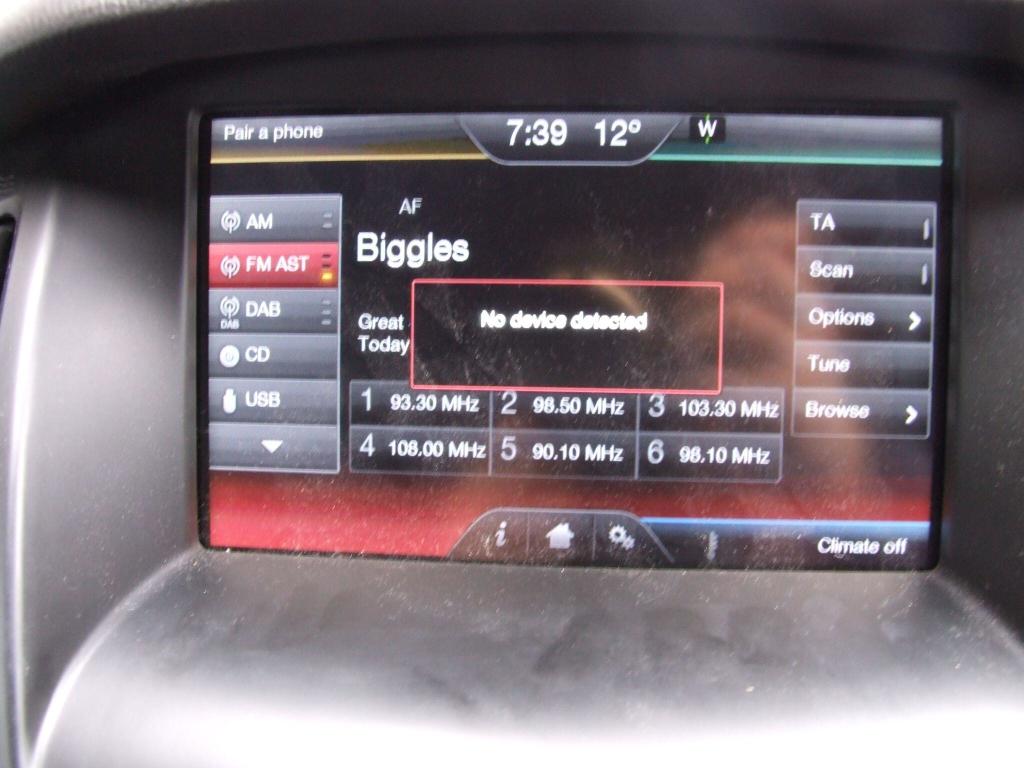 Pair a phone
7:39 12° W
AM
FM AST
DAB
DAB
CD
USB
AF
Biggles
Great
Today
No device detected
1 93.30 MHz 2 98.50 MHz 3 103.30 MHz
4 108.00 MHz 5 90.10 MHz 6 98.10 MHz
TA
Scan
Options
Tune
Browse
i
Climate off